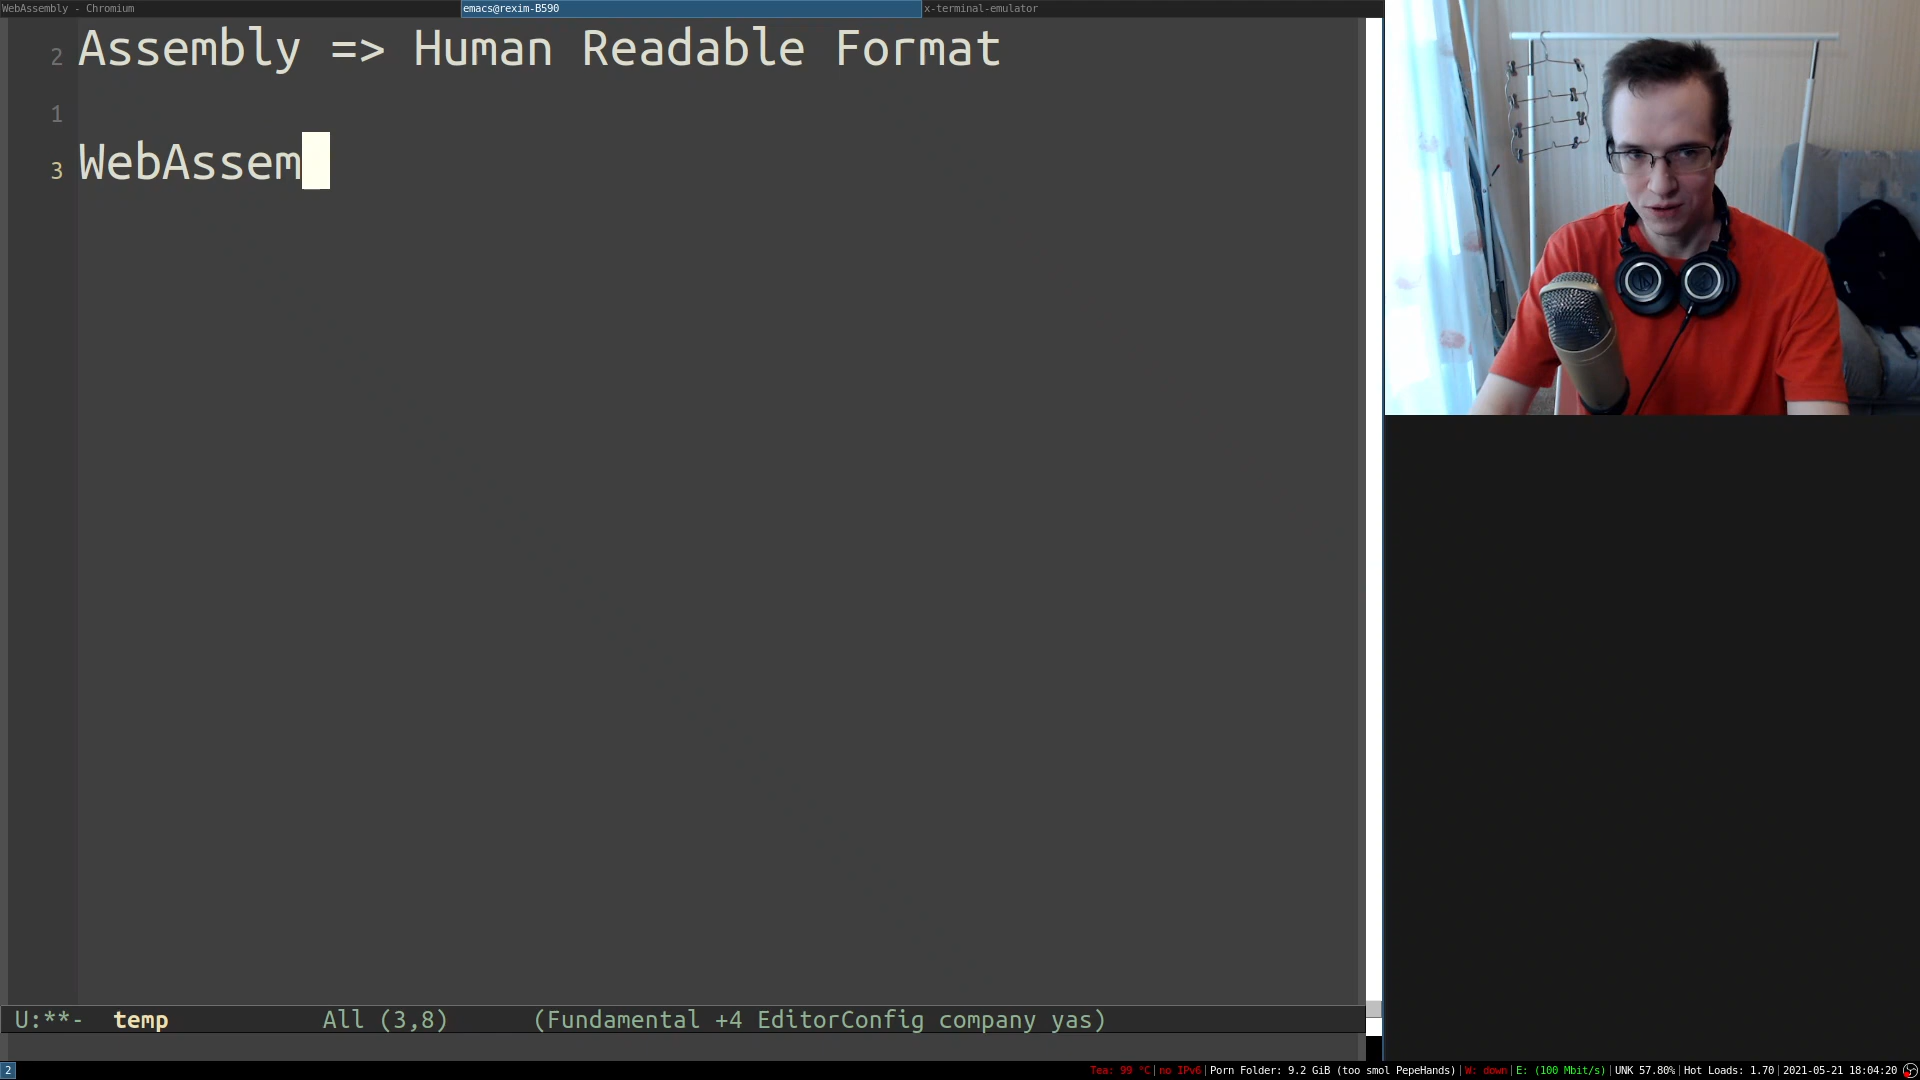 WebAssembly - Chromium
emacs@rexim-B590
x-terminal-emulator
2 Assembly => Human Readable Format
1
3 WebAssem
U:**- temp All (3,8) (Fundamental +4 EditorConfig company yas)
2 Tea: 99 °C|no IPv6|Porn Folder: 9.2 GiB (too smol PepeHands)|W: down|E: (100 Mbit/s)|UNK 57.80%|Hot Loads: 1.70|2021-05-21 18:04:20